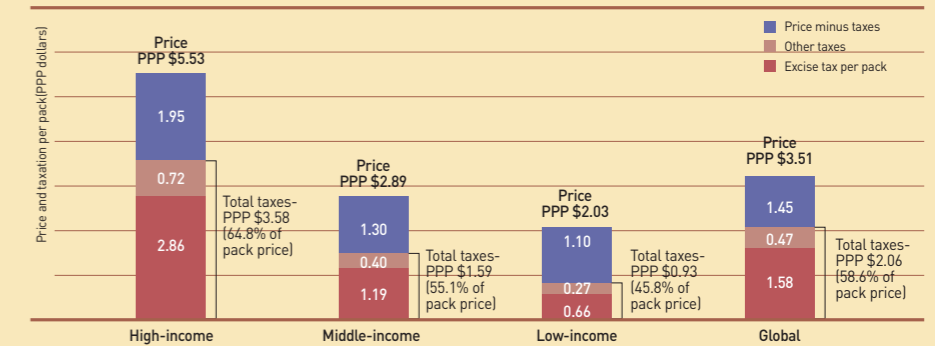 Price and taxation per pack(PPP dollars)
Price minus taxes
Other taxes
Excise tax per pack
Price
PPP $5.53
1.95
0.72
2.86
Total taxes-
PPP $3.58
(64.8% of
pack price)
High-income
Price
PPP $2.89
1.30
0.40
1.19
Total taxes-
PPP $1.59
(55.1% of
pack price)
Middle-income
Price
PPP $2.03
1.10
0.27
0.66
Total taxes-
PPP $0.93
(45.8% of
pack price)
Low-income
Price
PPP $3.51
1.45
0.47
1.58
Total taxes-
PPP $2.06
(58.6% of
pack price)
Global